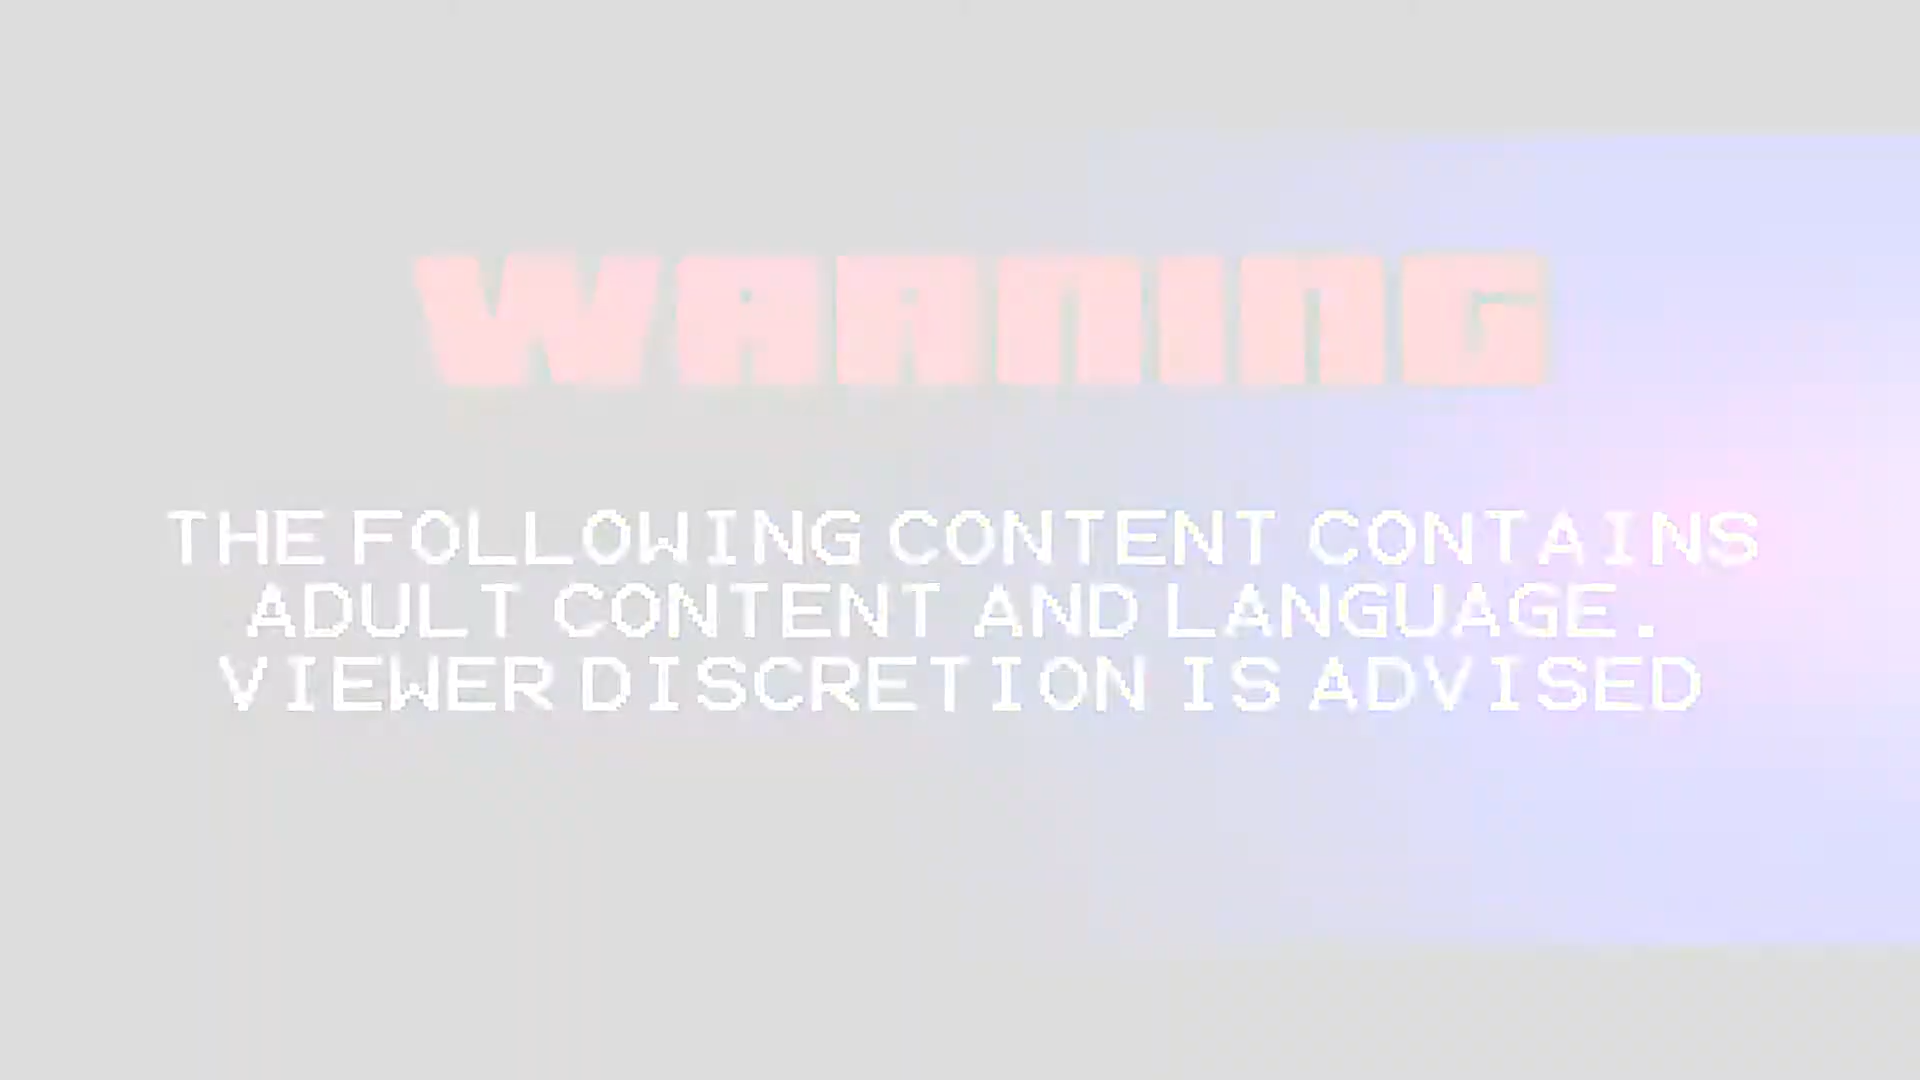 WARNING
THE FOLLOWING CONTENT CONTAINS
ADULT CONTENT AND LANGUAGE.
VIEWER DISCRETION IS ADVISED